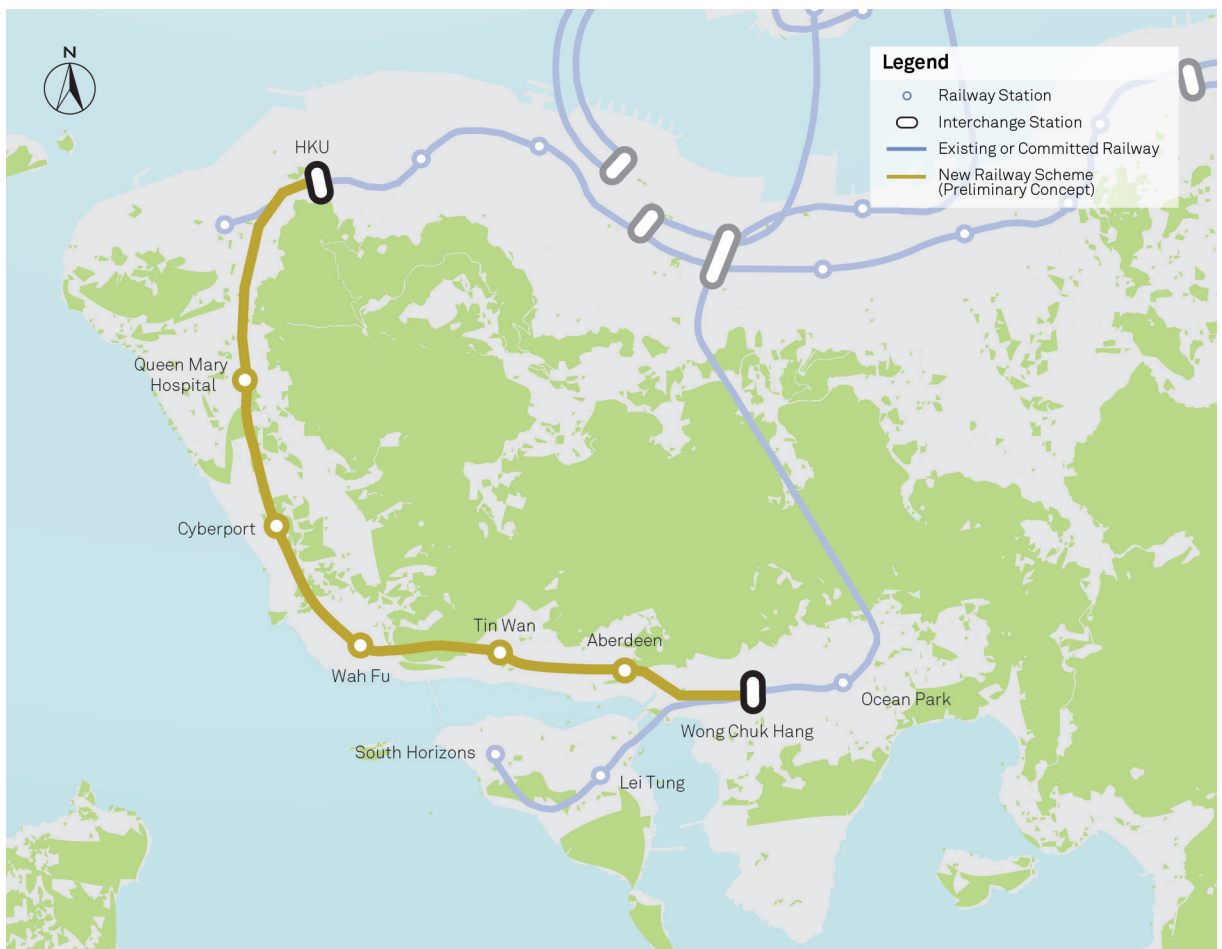 N
Legend
Railway Station
Interchange Station
Existing or Committed Railway
New Railway Scheme
(Preliminary Concept)
HKU
Queen Mary
Hospital
Cyberport
Wah Fu
Tin Wan
Aberdeen
Wong Chuk Hang
Ocean Park
South Horizons
Lei Tung